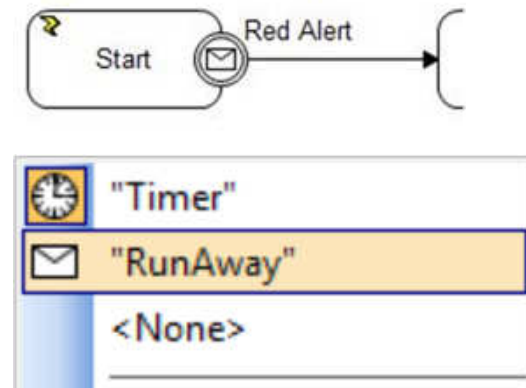 Red Alert
Start
"Timer"
"RunAway"
<None>